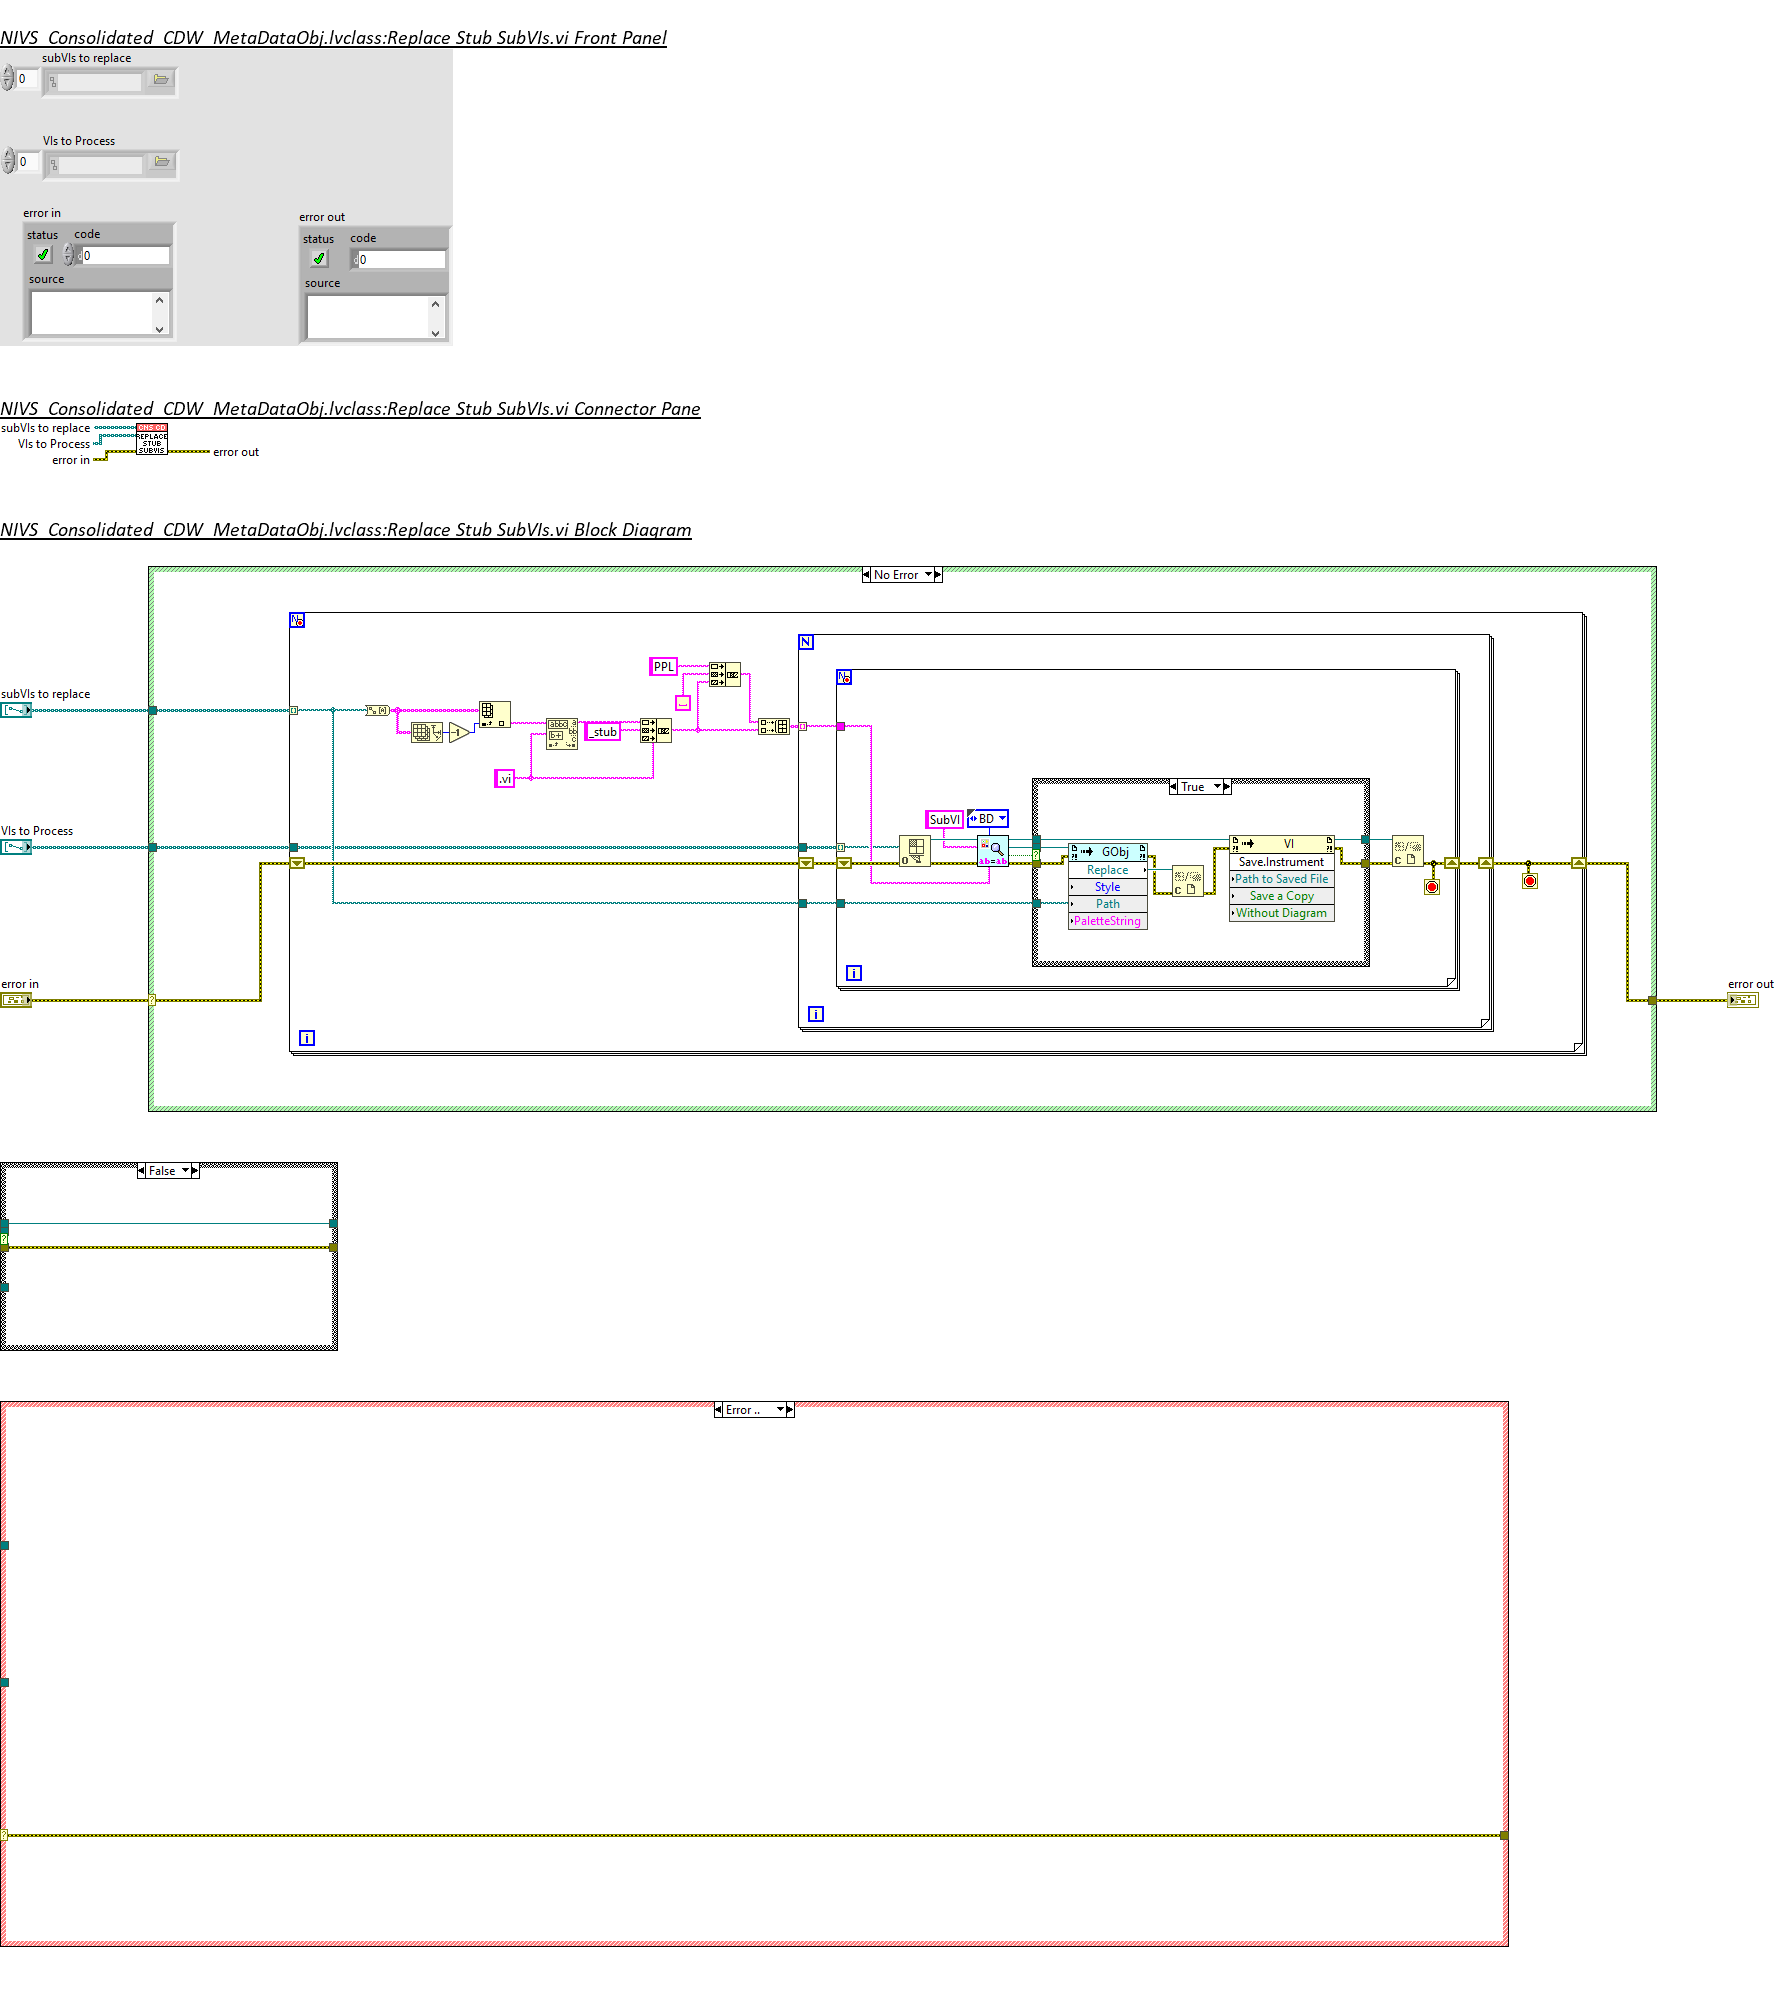 NIVS_Consolidated_CDW_MetaDataObj.lvclass:Replace Stub SubVIs.vi Front Panel
subVIs to replace
0
VIs to Process
0
error in
status code
0
source
error out
status code
0
source
NIVS_Consolidated_CDW_MetaDataObj.lvclass:Replace Stub SubVIs.vi Connector Pane
subVIs to replace
VIs to Process
error in
REPLACE
STUB
SUBVIS
error out
NIVS_Consolidated_CDW_MetaDataObj.lvclass:Replace Stub SubVIs.vi Block Diagram
No Error
N
N
N
PPL
_stub
.vi
subVIs to replace
VIs to Process
error in
SubVI
BD
ab=ab
True
GObj
Replace
Style
Path
PaletteString
VI
Save.Instrument
Path to Saved File
Save a Copy
Without Diagram
i
i
i
error out
False
Error ..